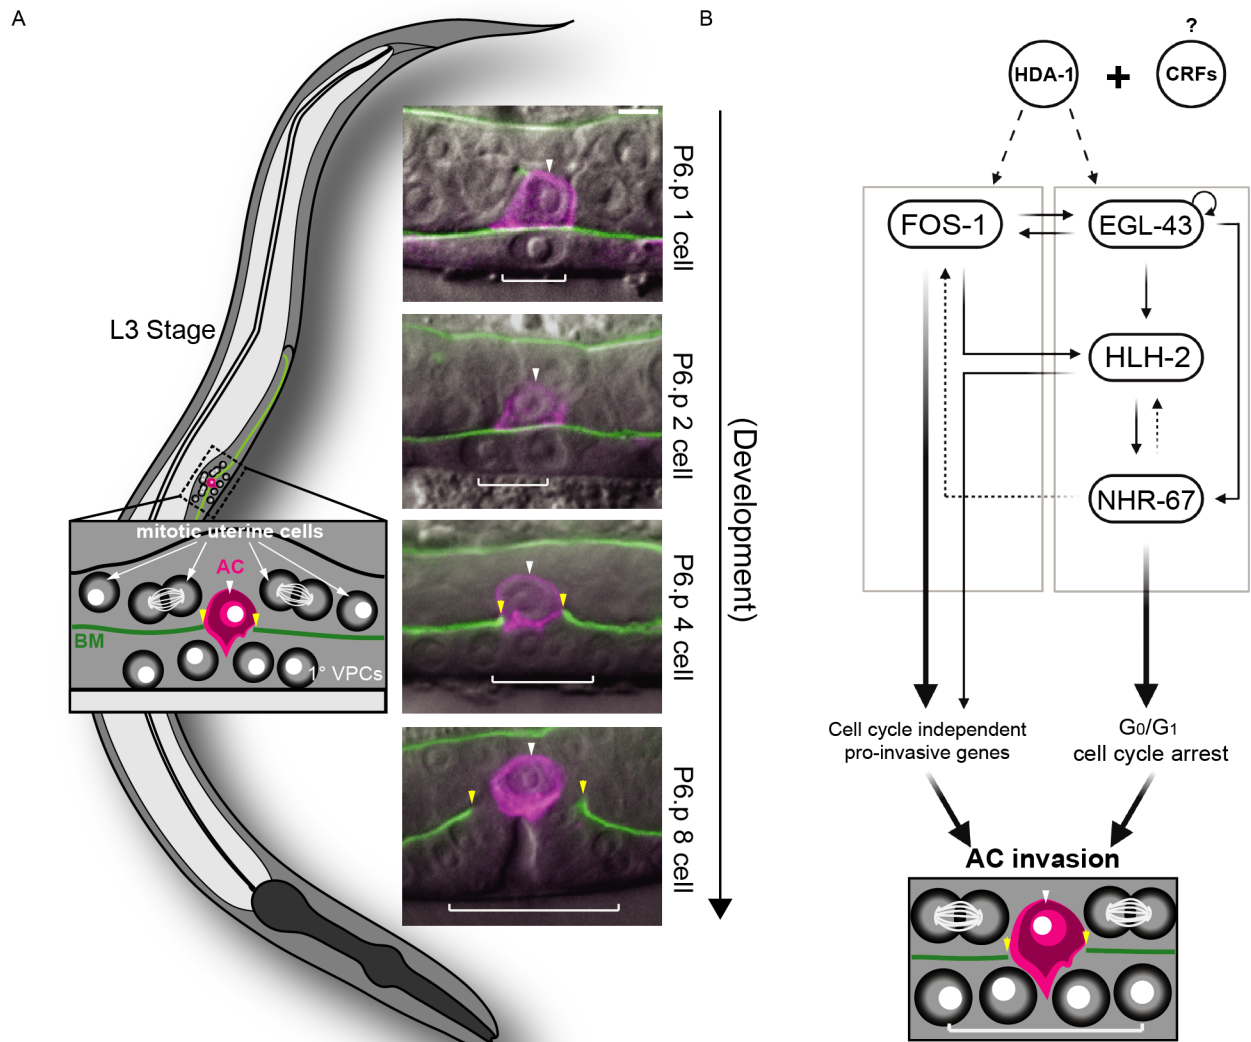 A
L3 Stage
mitotic uterine cells
AC
BM
1° VPCs
P6.p 1 cell
P6.p 2 cell
P6.p 4 cell
P6.p 8 cell
(Development)
B
?
HDA-1
+
CRFs
FOS-1
EGL-43
HLH-2
NHR-67
Cell cycle independent
pro-invasive genes
G0/G1
cell cycle arrest
AC invasion